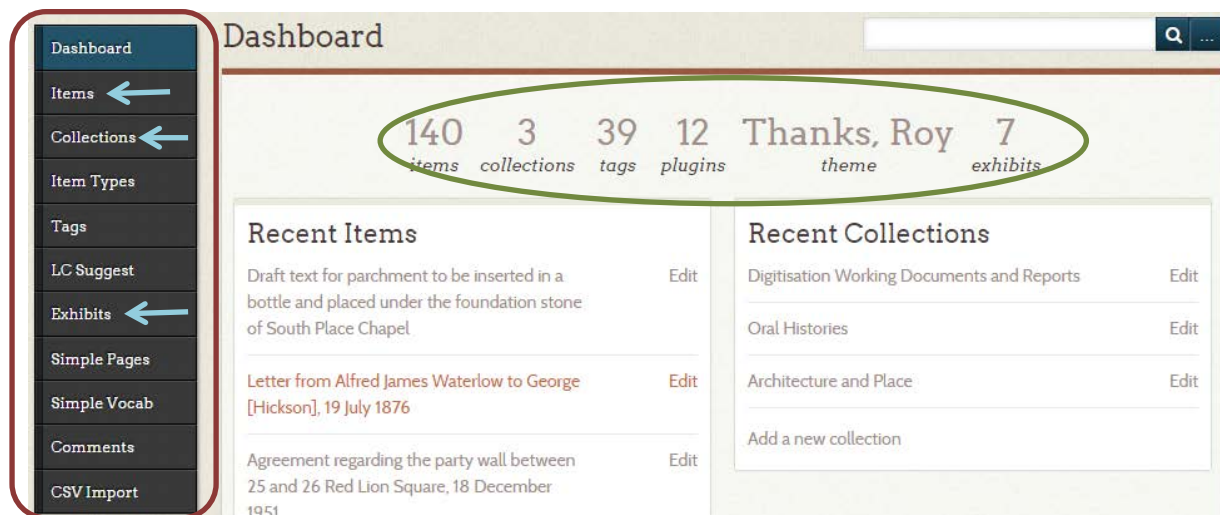 Dashboard
Items
Collections
Item Types
Tags
LC Suggest
Exhibits
Simple Pages
Simple Vocab
Comments
CSV Import
Dashboard
...
140 3 39 12 Thanks, Roy 7
items collections tags plugins theme exhibits
Recent Items
Draft text for parchment to be inserted in a Edit
bottle and placed under the foundation stone
of South Place Chapel
Letter from Alfred James Waterlow to George Edit
[Hickson], 19 July 1876
Agreement regarding the party wall between Edit
25 and 26 Red Lion Square, 18 December
1951
Recent Collections
Digitisation Working Documents and Reports Edit
Oral Histories Edit
Architecture and Place Edit
Add a new collection